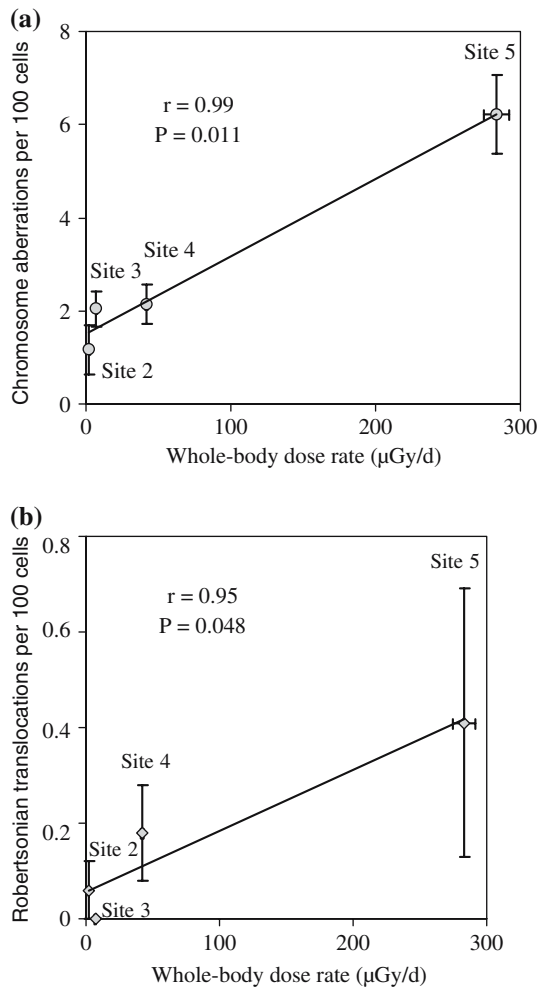 (a)
Chromosome aberrations per 100 cells
8
6
4
2
0
r = 0.99
P = 0.011
Site 5
Site 4
Site 3
Site 2
0 100 200 300
Whole-body dose rate (μGy/d)
(b)
Robertsonian translocations per 100 cells
0.8
0.6
0.4
0.2
0
r = 0.95
P = 0.048
Site 5
Site 4
Site 2
Site 3
0 100 200 300
Whole-body dose rate (μGy/d)